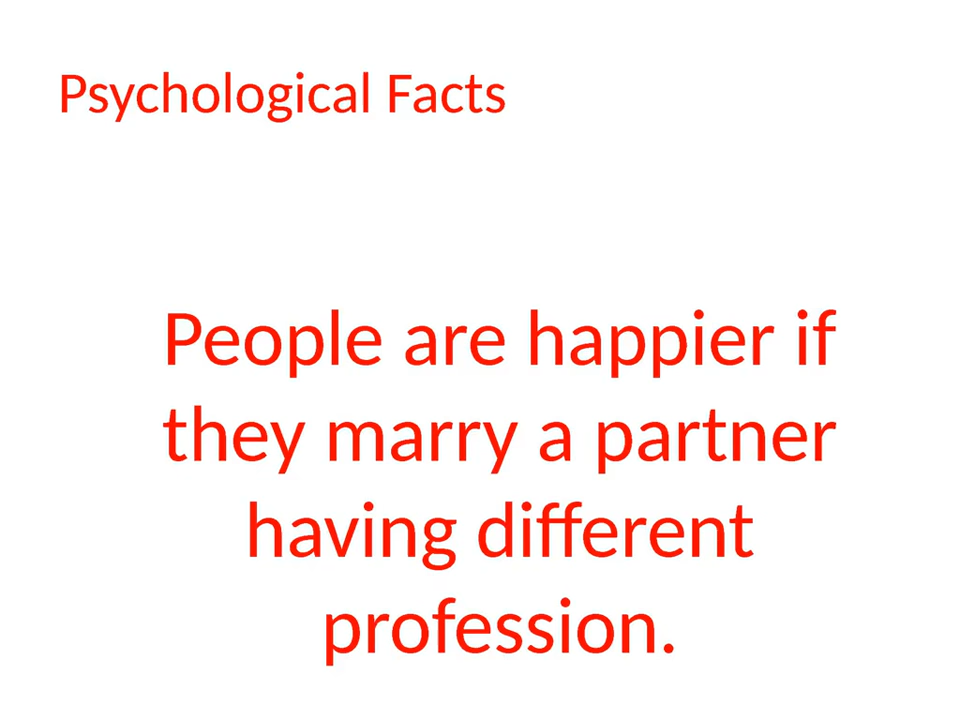 Psychological Facts
People are happier if
they marry a partner
having different
profession.